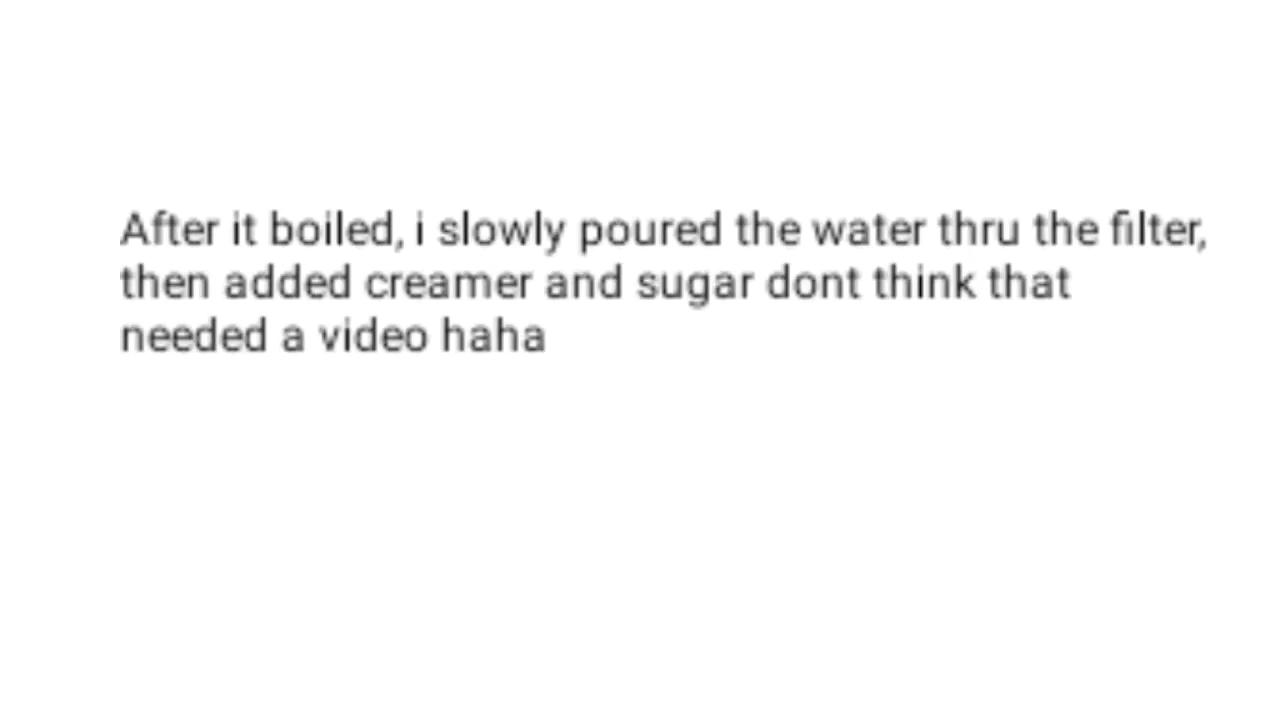 After it boiled, i slowly poured the water thru the filter,
then added creamer and sugar dont think that
needed a video haha